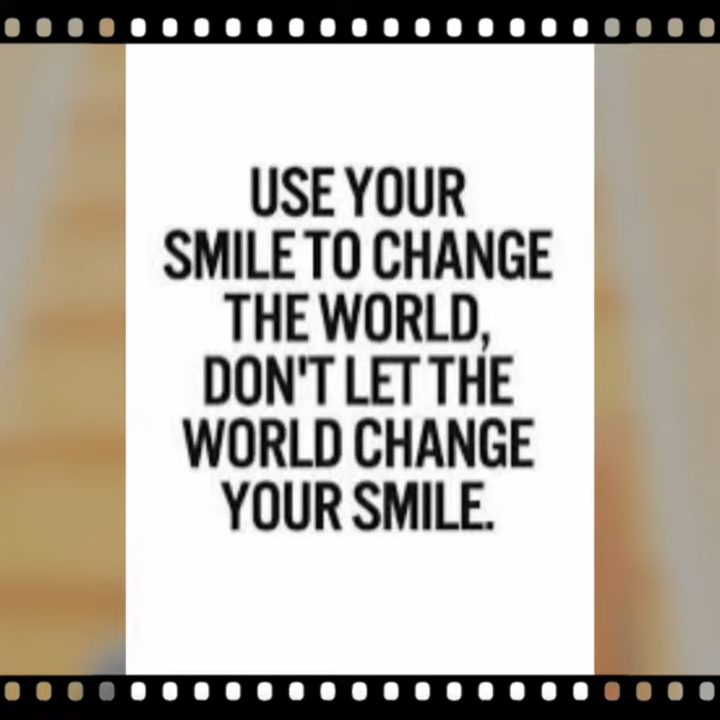 USE YOUR
SMILE TO CHANGE
THE WORLD,
DON'T LET THE
WORLD CHANGE
YOUR SMILE.